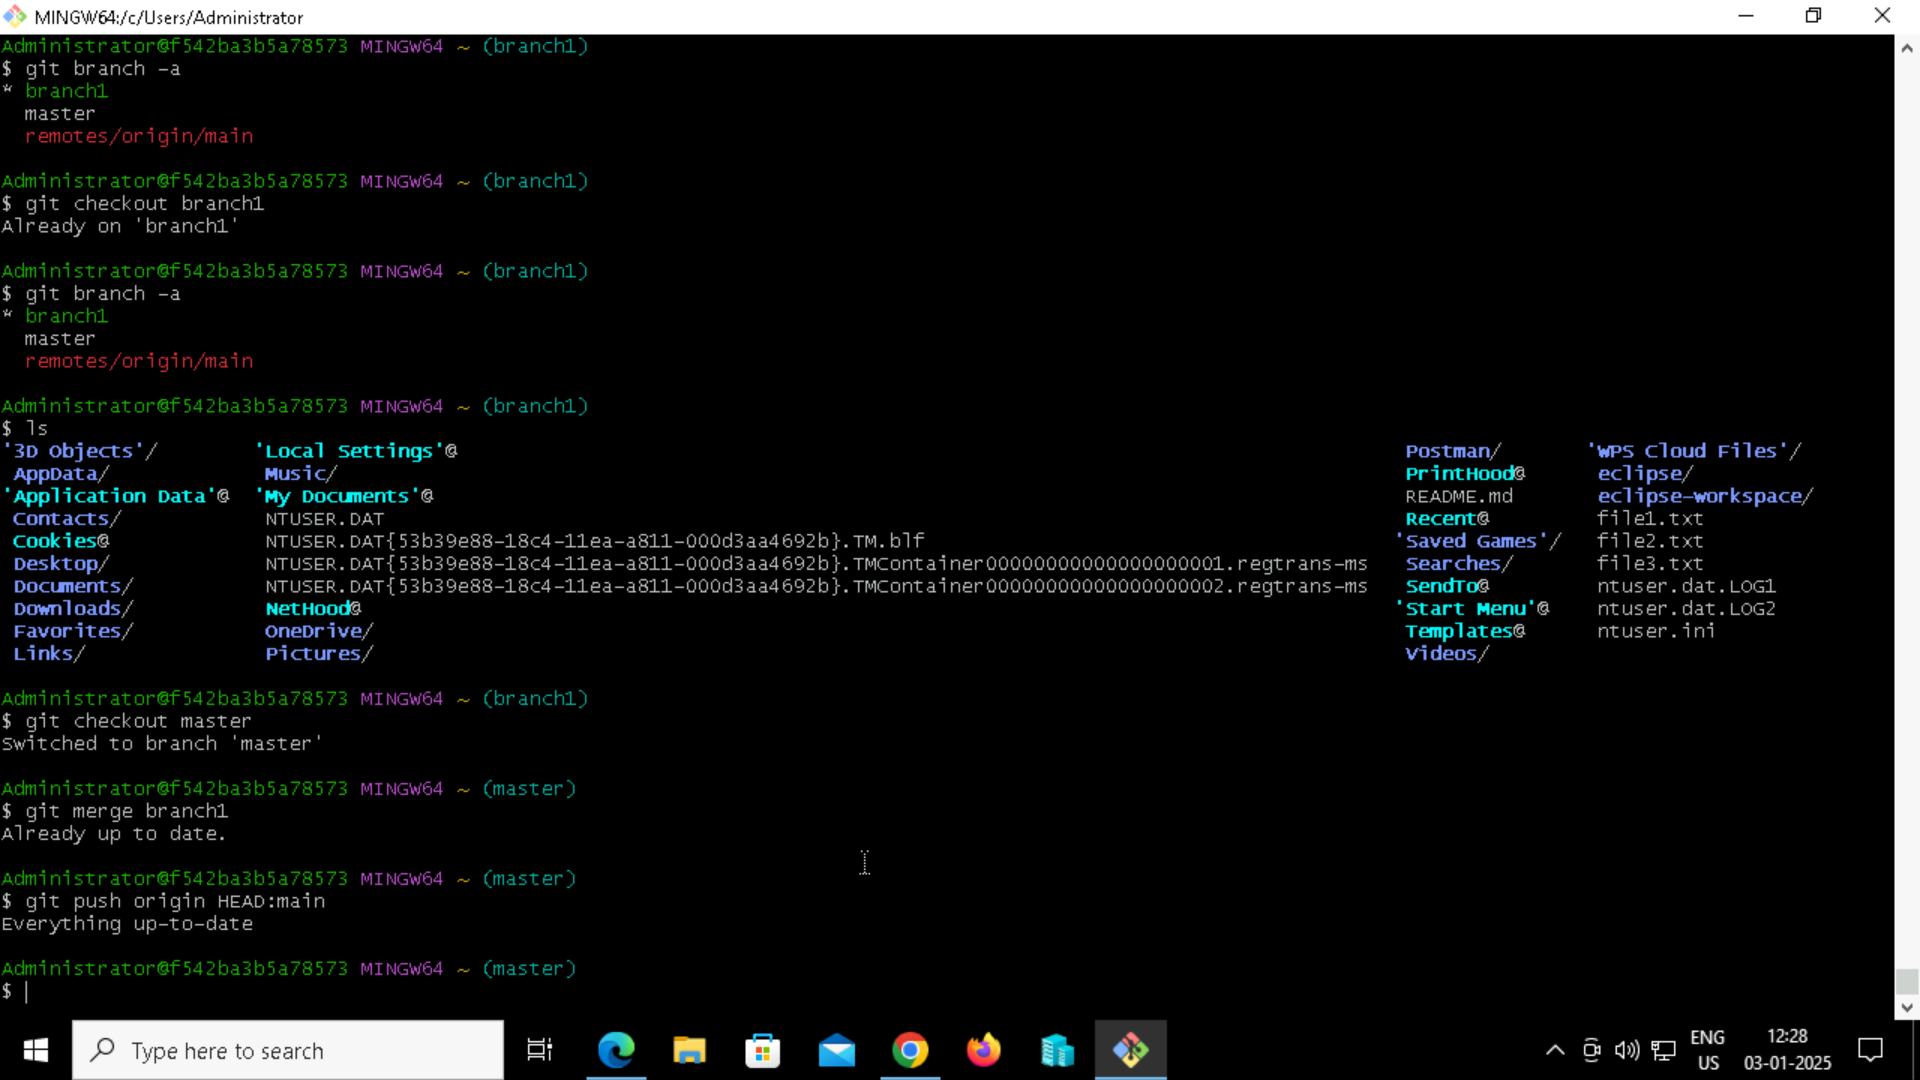 MINGW64:/c/Users/Administrator
Administrator@f542ba3b5a78573 MINGW64 ~ (branch1)
$ git branch -a
* branch1
master
remotes/origin/main
Administrator@f542ba3b5a78573 MINGW64 ~ (branch1)
$ git checkout branch1
Already on 'branch1'
Administrator@f542ba3b5a78573 MINGW64 ~ (branch1)
$ git branch -a
* branch1
master
remotes/origin/main
Administrator@f542ba3b5a78573 MINGW64 ~ (branch1)
$ ls
'3D Objects'/ 'Local Settings'@ Postman/ 'WPS Cloud Files'/
AppData/ Music/ PrintHood@ eclipse/
'Application Data'@ 'My Documents'@ README.md eclipse-workspace/
Contacts/ NTUSER.DAT Recent@ file1.txt
Cookies@ NTUSER.DAT{53b39e88-18c4-11ea-a811-000d3aa4692b}.TM.blf 'Saved Games'/ file2.txt
Desktop/ NTUSER.DAT{53b39e88-18c4-11ea-a811-000d3aa4692b}.TMContainer00000000000000000001.regtrans-ms Searches/ file3.txt
Documents/ NTUSER.DAT{53b39e88-18c4-11ea-a811-000d3aa4692b}.TMContainer00000000000000000002.regtrans-ms SendTo@ ntuser.dat.LOG1
Downloads/ NetHood@ 'Start Menu'@ ntuser.dat.LOG2
Favorites/ OneDrive/ Templates@ ntuser.ini
Links/ Pictures/ Videos/
Administrator@f542ba3b5a78573 MINGW64 ~ (branch1)
$ git checkout master
Switched to branch 'master'
Administrator@f542ba3b5a78573 MINGW64 ~ (master)
$ git merge branch1
Already up to date.
Administrator@f542ba3b5a78573 MINGW64 ~ (master)
$ git push origin HEAD:main
Everything up-to-date
Administrator@f542ba3b5a78573 MINGW64 ~ (master)
$
Type here to search
ENG
US
12:28
03-01-2025